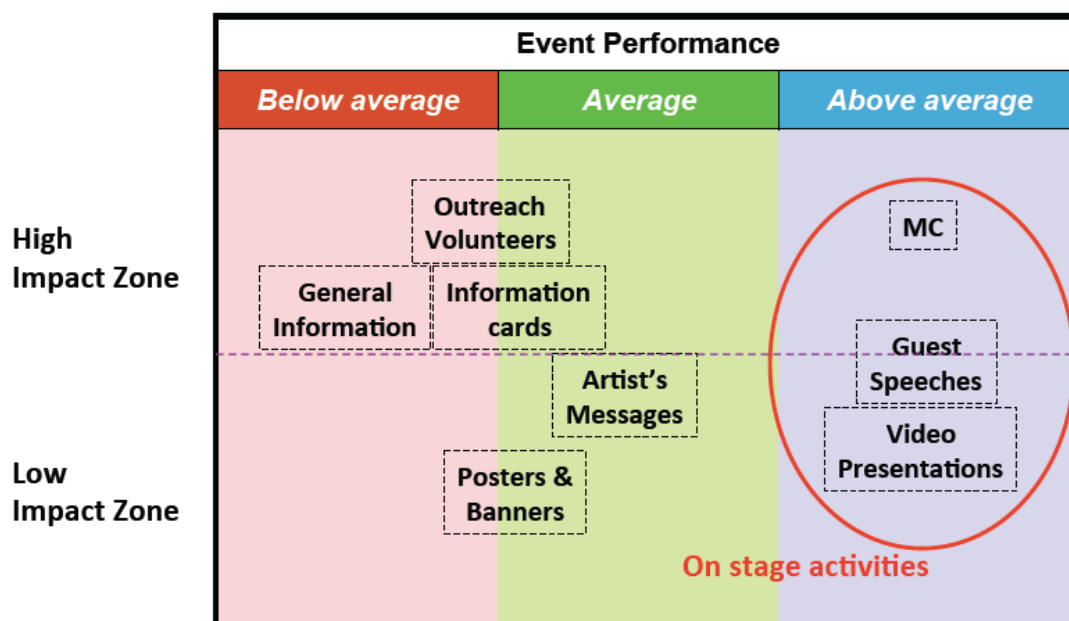 Event Performance
Below average
Average
Above average
Outreach
Volunteers
MC
High
Impact Zone
General
Information
Information
cards
Guest
Speeches
Artist's
Messages
Video
Presentations
Low
Impact Zone
Posters &
Banners
On stage activities